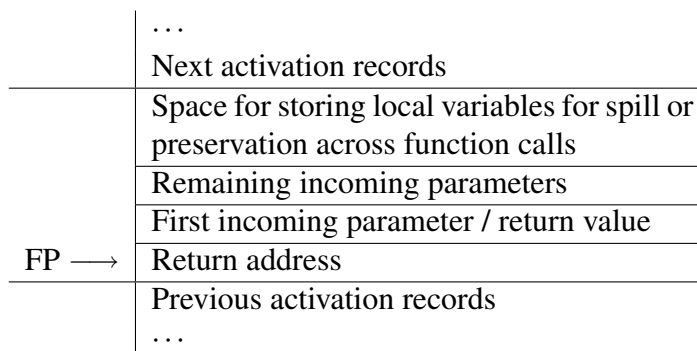 ...
Next activation records
Space for storing local variables for spill or
preservation across function calls
Remaining incoming parameters
First incoming parameter / return value
FP → Return address
Previous activation records
...